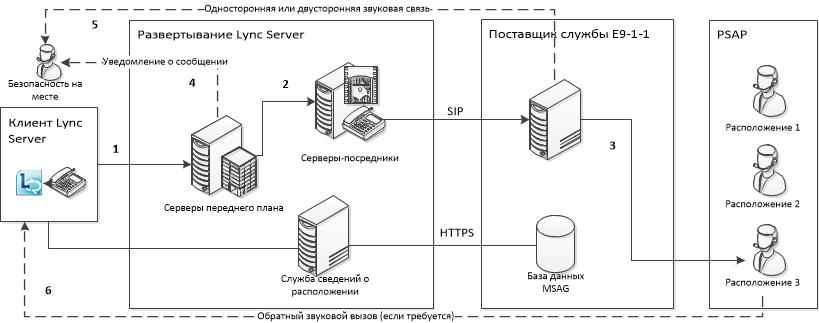 Односторонняя или двусторонняя звуковая связь
5
Развертывание Lync Server
Поставщик службы E9-1-1
PSAP
Уведомление о сообщении
Безопасность на
месте
4
2
Клиент Lync
Server
1
SIP
3
Расположение 1
Серверы-посредники
Серверы переднего плана
Расположение 2
HTTPS
Служба сведений о
расположении
База данных
MSAG
Расположение 3
6
Обратный звуковой вызов (если требуется)